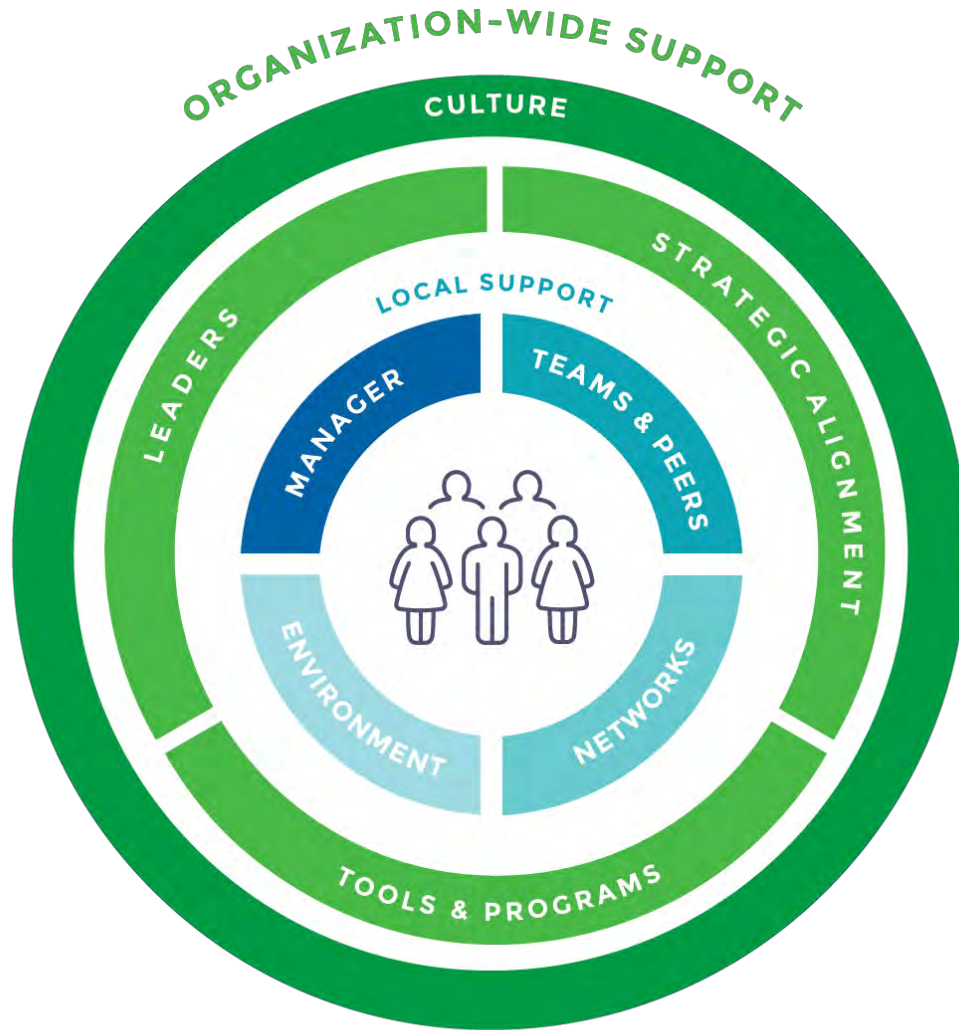 ORGANIZATION-WIDE SUPPORT
CULTURE
LEADERS
STRATEGIC ALIGNMENT
LOCAL SUPPORT
MANAGER
TEAMS & PEERS
ENVIRONMENT
NETWORKS
TOOLS & PROGRAMS